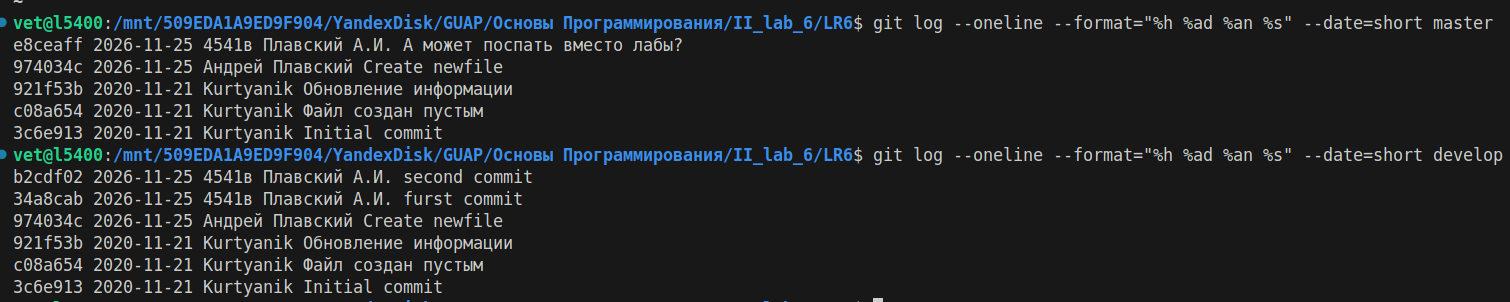 ~
vet@l5400:/mnt/509EDA1A9ED9F904/YandexDisk/GUAP/Основы Программирования/II_lab_6/LR6$ git log --oneline --format="%h %ad %an %s" --date=short master
e8ceaff 2026-11-25 4541в Плавский А.И. А может поспать вместо лабы?
974034c 2026-11-25 Андрей Плавский Create newfile
921f53b 2020-11-21 Kurtyanik Обновление информации
c08a654 2020-11-21 Kurtyanik Файл создан пустым
3c6e913 2020-11-21 Kurtyanik Initial commit
vet@l5400:/mnt/509EDA1A9ED9F904/YandexDisk/GUAP/Основы Программирования/II_lab_6/LR6$ git log --oneline --format="%h %ad %an %s" --date=short develop
b2cdf02 2026-11-25 4541в Плавский А.И. second commit
34a8cab 2026-11-25 4541в Плавский А.И. furst commit
974034c 2026-11-25 Андрей Плавский Create newfile
921f53b 2020-11-21 Kurtyanik Обновление информации
c08a654 2020-11-21 Kurtyanik Файл создан пустым
3c6e913 2020-11-21 Kurtyanik Initial commit